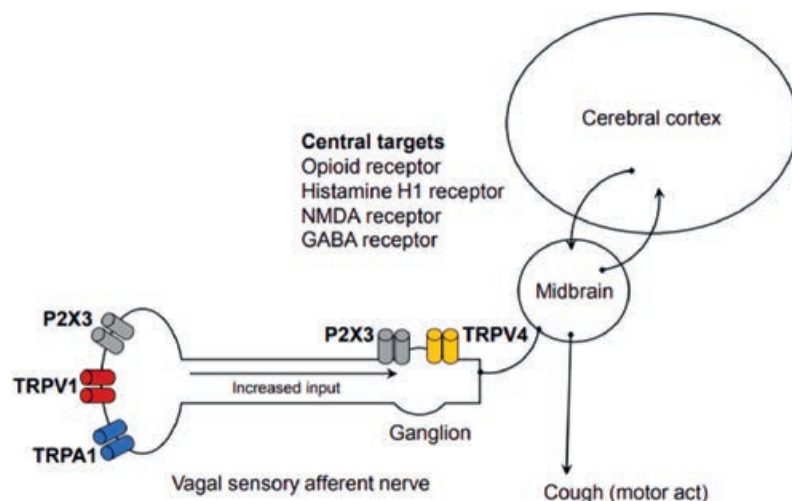 Cerebral cortex
Central targets
Opioid receptor
Histamine H1 receptor
NMDA receptor
GABA receptor
Midbrain
P2X3
P2X3
TRPV4
TRPV1
Increased input
Ganglion
TRPA1
Vagal sensory afferent nerve
Cough (motor act)